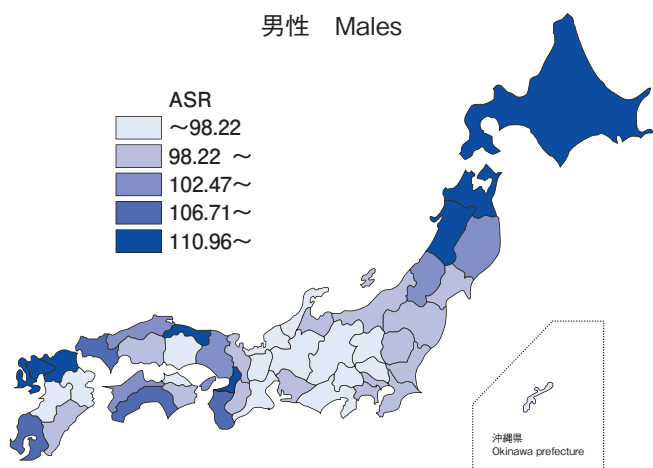 男性　Males
ASR
～98.22
98.22 ～
102.47～
106.71～
110.96～
沖縄県
Okinawa prefecture